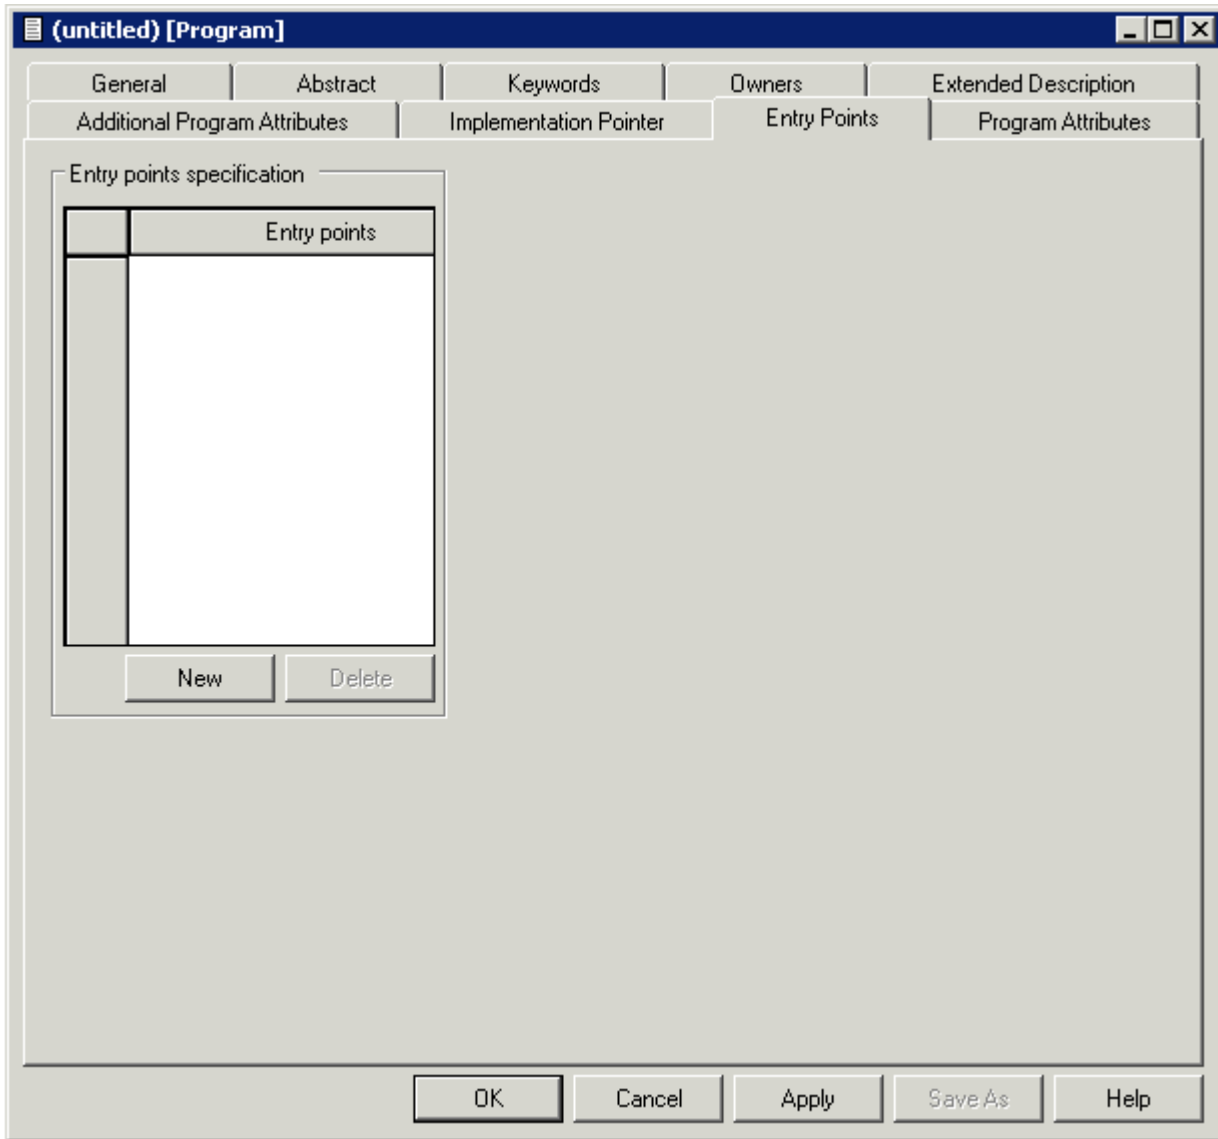 (untitled) [Program]
General Abstract Keywords Owners Extended Description
Additional Program Attributes Implementation Pointer Entry Points Program Attributes
Entry points specification
Entry points
New Delete
OK Cancel Apply Save As Help